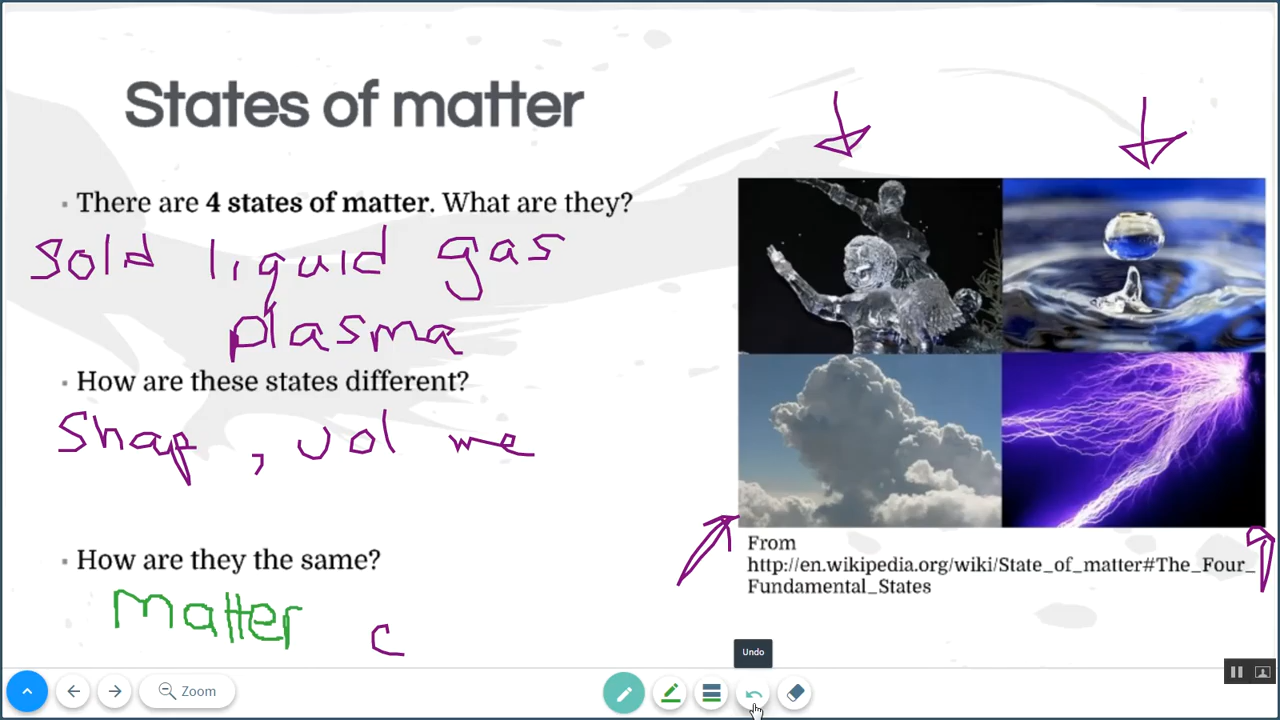 States of matter
There are 4 states of matter. What are they?
Sold liquid gas
plasma
How are these states different?
Shap, vol me
How are they the same?
matter c
From
http://en.wikipedia.org/wiki/State_of_matter#The_Four_
Fundamental_States
Undo
Zoom